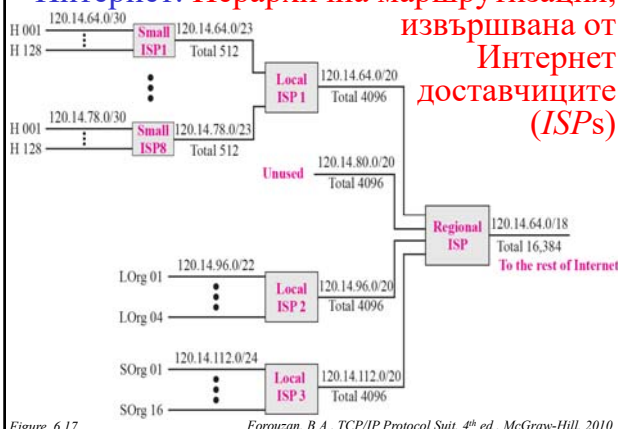 Интернет: Йерархична маршрутизация,
извършвана от
Интернет
доставчиците
(ISPs)
120.14.64.0/30
H 001
H 128
Small
ISP1
120.14.64.0/23
Total 512
120.14.78.0/30
H 001
H 128
Small
ISP8
120.14.78.0/23
Total 512
Local
ISP 1
120.14.64.0/20
Total 4096
Unused
120.14.80.0/20
Total 4096
Regional
ISP
120.14.64.0/18
Total 16,384
To the rest of Internet
LOrg 01
120.14.96.0/22
LOrg 04
Local
ISP 2
120.14.96.0/20
Total 4096
SOrg 01
120.14.112.0/24
SOrg 16
Local
ISP 3
120.14.112.0/20
Total 4096
Figure 6.17
Forouzan, B.A., TCP/IP Protocol Suit, 4th ed., McGraw-Hill, 2010